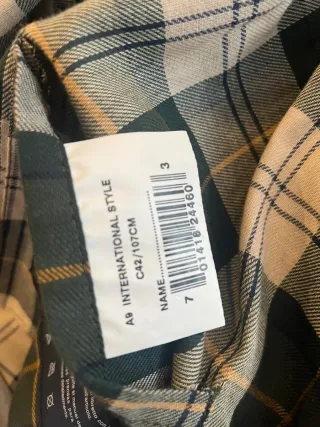 A9 INTERNATIONAL STYLE
C42/107CM
NAME
7 01416 24460 3